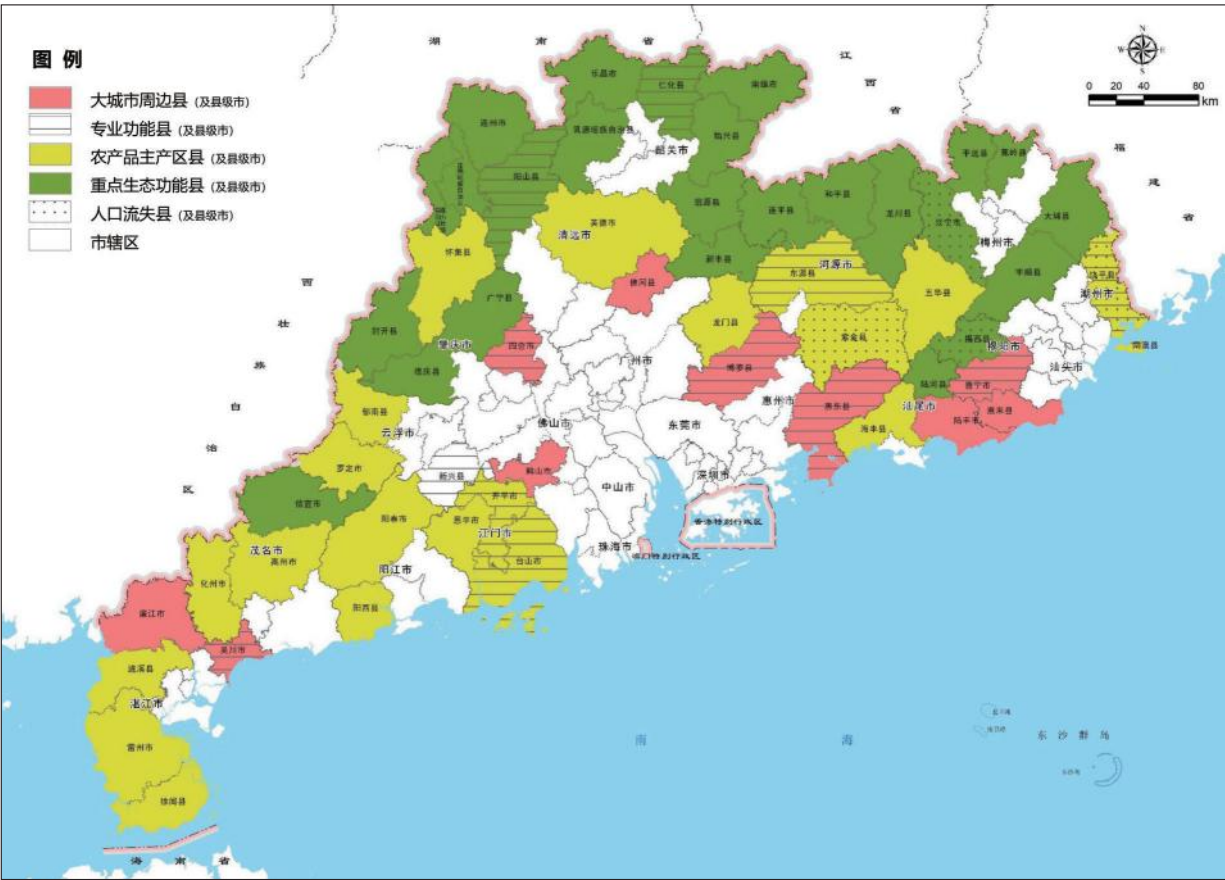 图 例
大城市周边县 (及县级市)
专业功能县 (及县级市)
农产品主产区县 (及县级市)
重点生态功能县 (及县级市)
人口流失县 (及县级市)
市辖区
湖 南 省
江 西 省
福 建 省
广 西 壮 族 自 治 区
海 南 省
N
W E
S
0 20 40 80
km
乐昌市
仁化县
南雄市
连州市
乳源瑶族自治县
始兴县
韶关市
阳山县
平远县
蕉岭县
英德市
清远市
翁源县
连平县
和平县
龙川县
兴宁市
大埔县
梅州市
怀集县
新丰县
东源县
河源市
丰顺县
饶平县
潮州市
佛冈县
广宁县
五华县
龙门县
封开县
四会市
肇庆市
紫金县
揭西县
揭阳市
南澳县
广州市
博罗县
德庆县
陆河县
普宁市
汕头市
惠州市
惠东县
汕尾市
惠来县
陆丰市
海丰县
郁南县
云浮市
佛山市
东莞市
罗定市
新兴县
鹤山市
深圳市
中山市
信宜市
开平市
阳春市
恩平市
江门市
香港特别行政区
珠海市
澳门特别行政区
茂名市
高州市
台山市
阳江市
化州市
阳西县
廉江市
吴川市
遂溪县
湛江市
雷州市
徐闻县
南 海
东 沙 群 岛
东沙岛